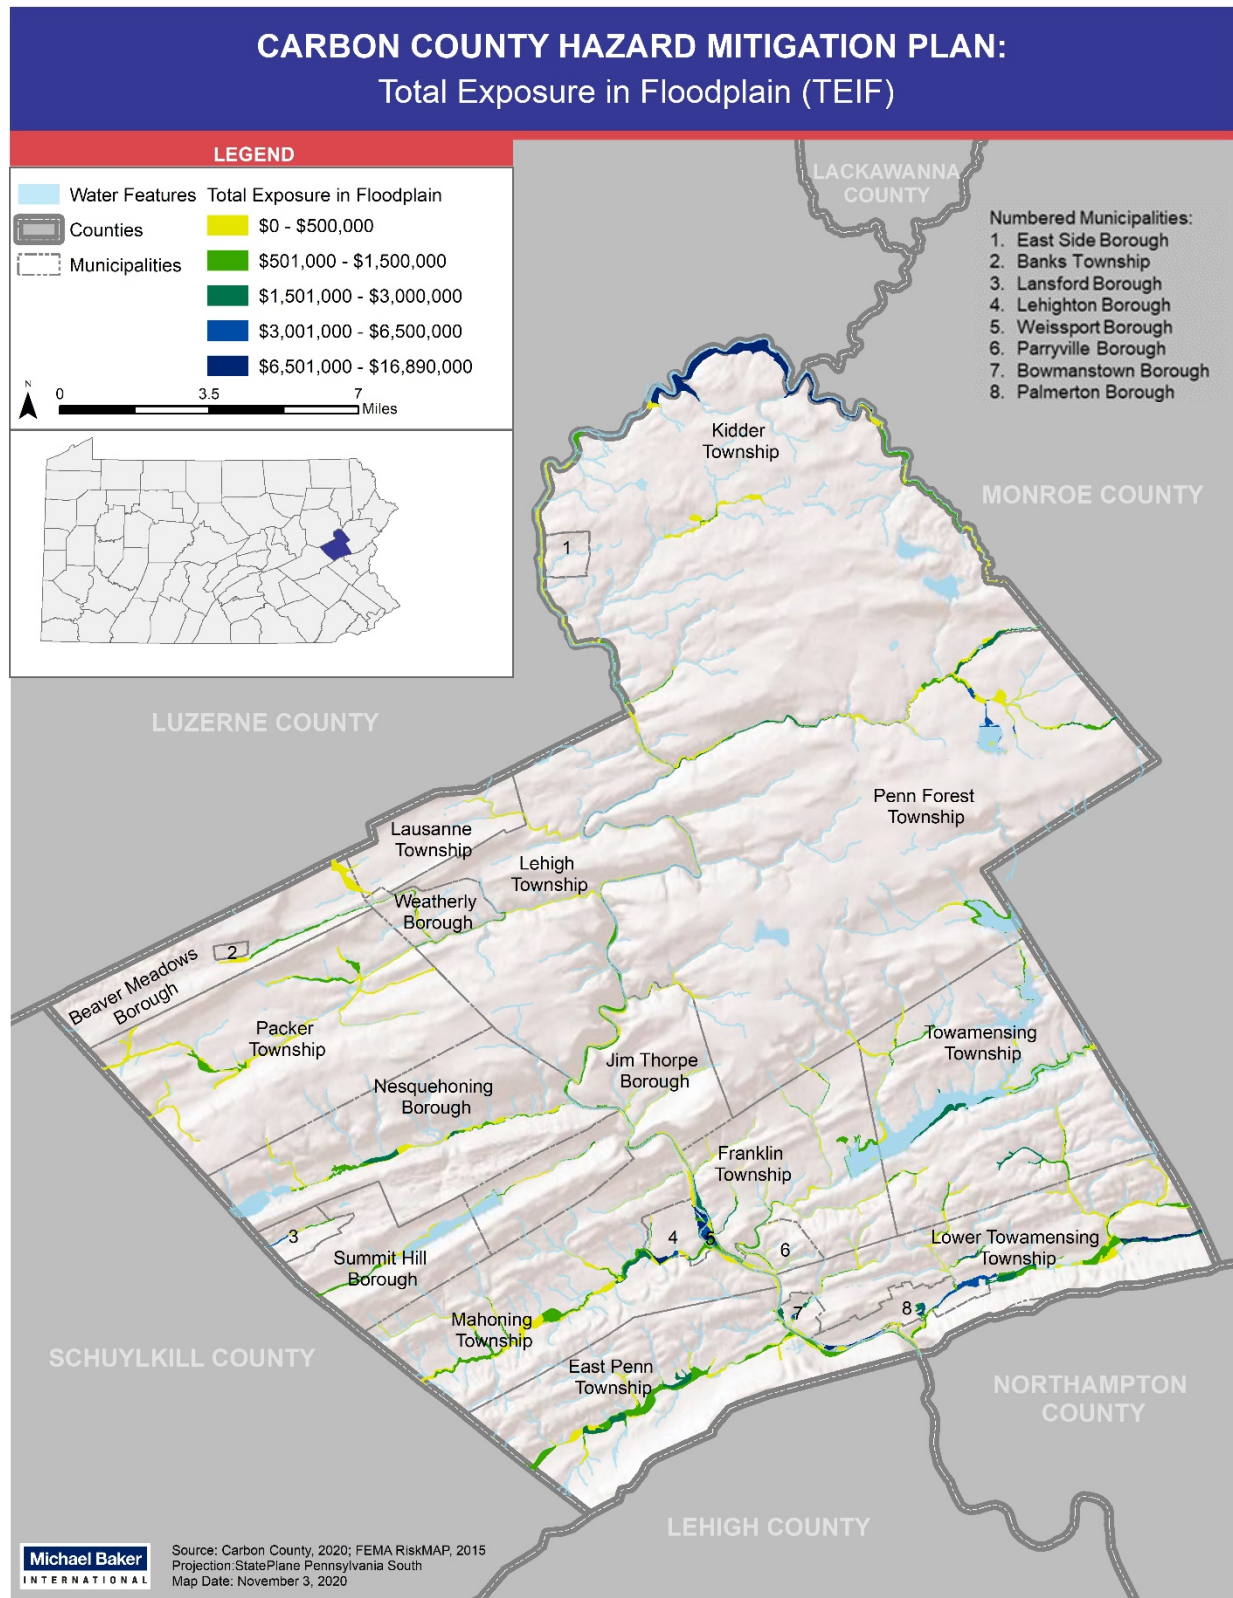 CARBON COUNTY HAZARD MITIGATION PLAN:
Total Exposure in Floodplain (TEIF)
LEGEND
Water Features
Counties
Municipalities
Total Exposure in Floodplain
$0 - $500,000
$501,000 - $1,500,000
$1,501,000 - $3,000,000
$3,001,000 - $6,500,000
$6,501,000 - $16,890,000
N
0
3.5
7
Miles
LACKAWANNA
COUNTY
Numbered Municipalities:
1. East Side Borough
2. Banks Township
3. Lansford Borough
4. Lehighton Borough
5. Weissport Borough
6. Parryville Borough
7. Bowmanstown Borough
8. Palmerton Borough
Kidder
Township
MONROE COUNTY
1
LUZERNE COUNTY
Penn Forest
Township
Lausanne
Township
Lehigh
Township
Weatherly
Borough
2
Beaver Meadows
Borough
Packer
Township
Towamensing
Township
Jim Thorpe
Borough
Nesquehoning
Borough
Franklin
Township
3
4
5
6
Lower Towamensing
Township
Summit Hill
Borough
7
8
Mahoning
Township
East Penn
Township
SCHUYLKILL COUNTY
NORTHAMPTON
COUNTY
LEHIGH COUNTY
Michael Baker
INTERNATIONAL
Source: Carbon County, 2020; FEMA RiskMAP, 2015
Projection:StatePlane Pennsylvania South
Map Date: November 3, 2020